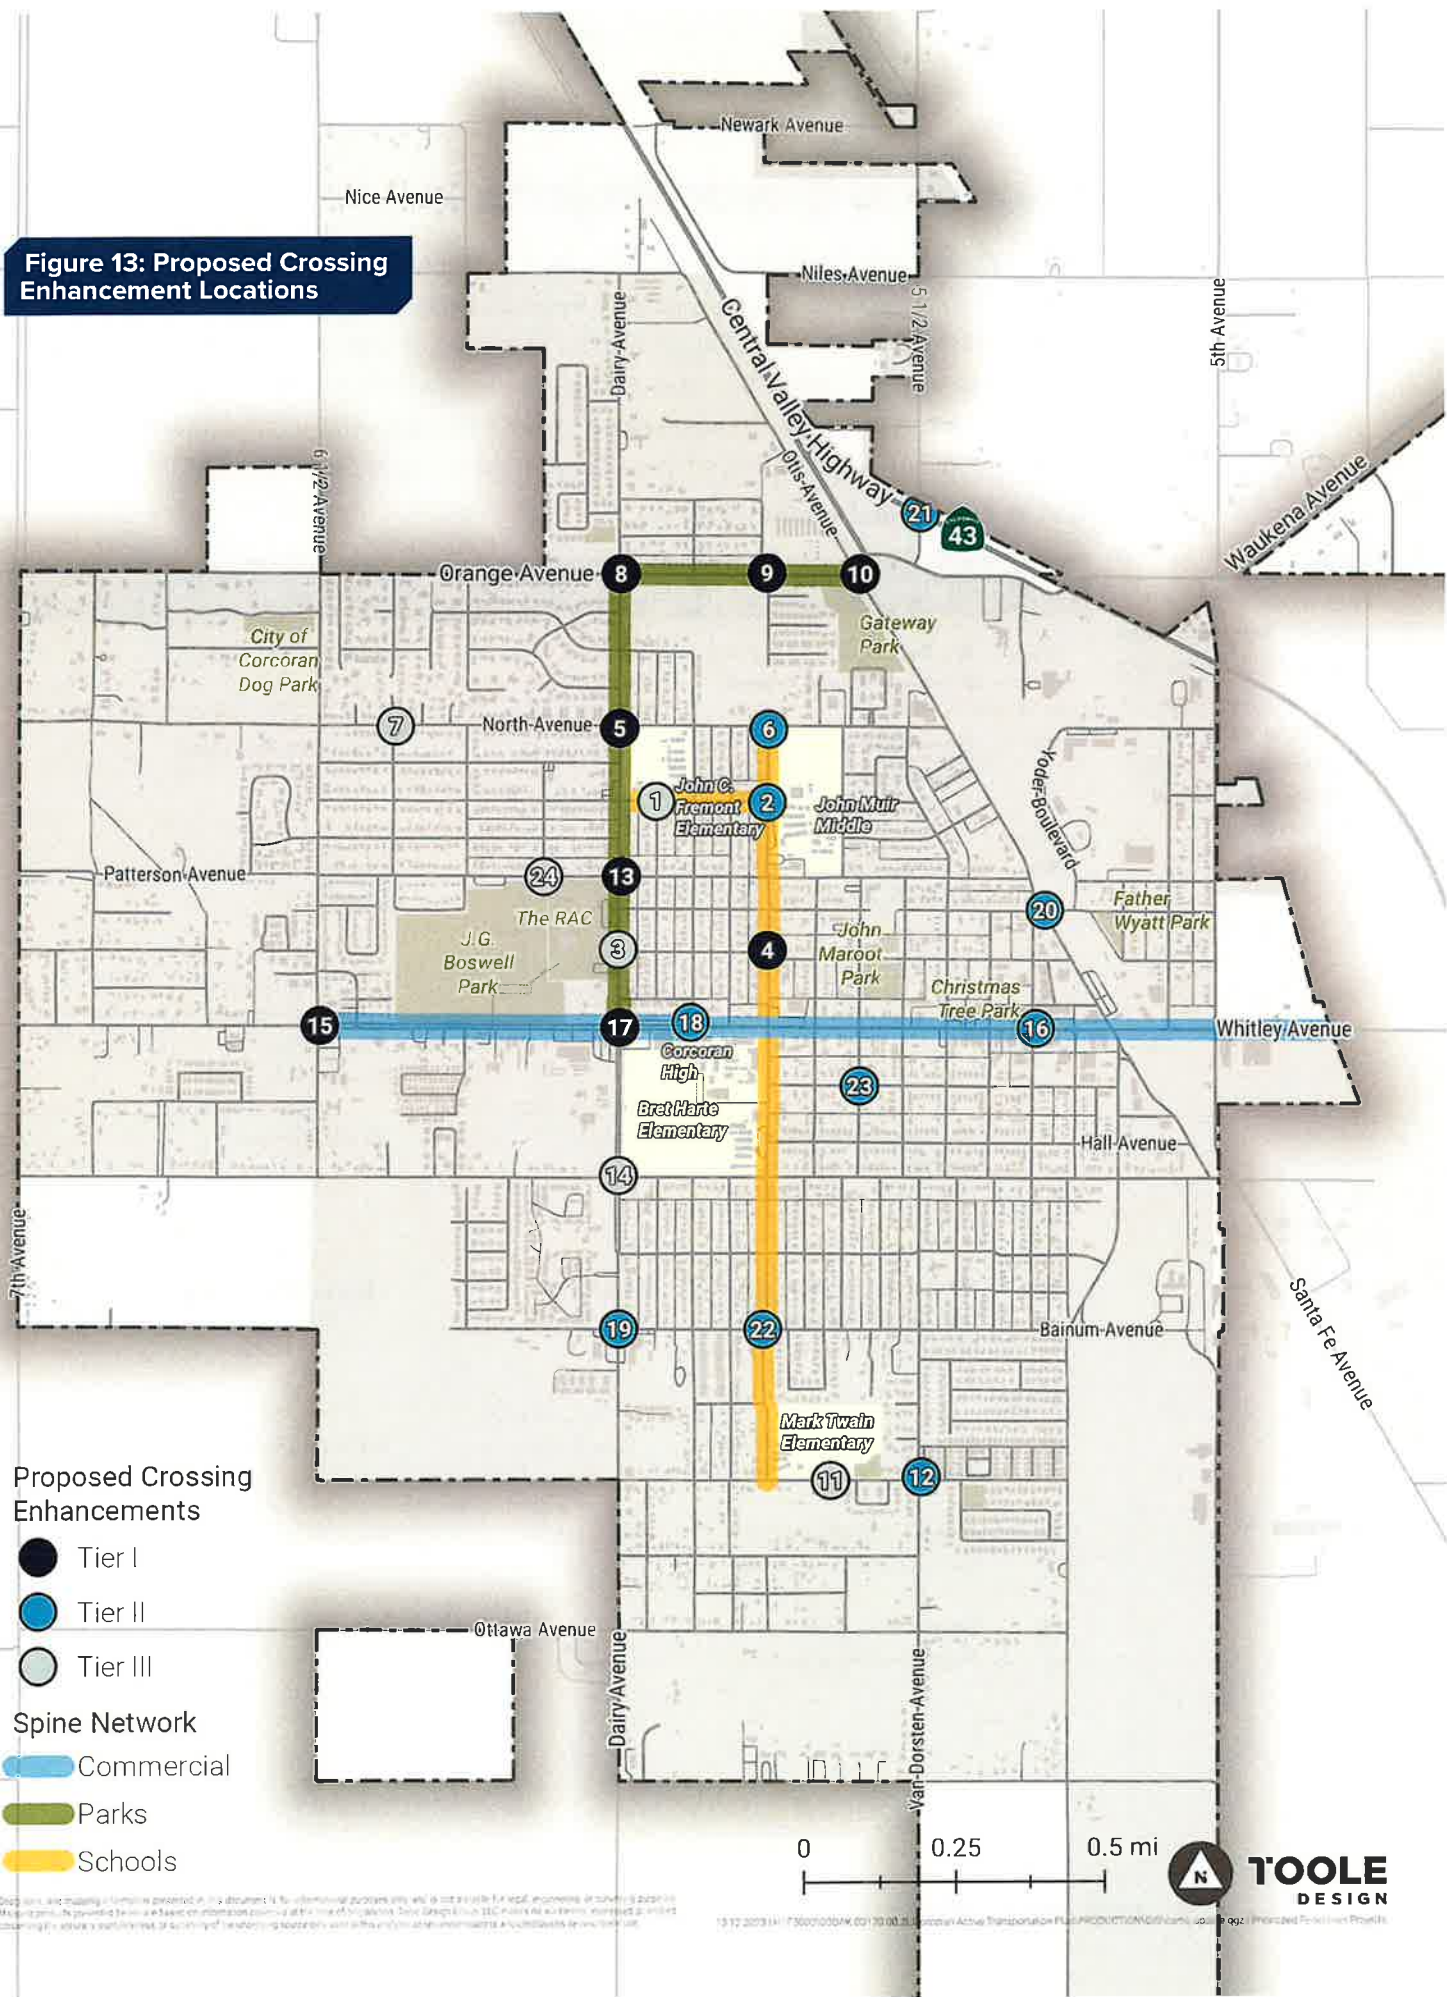 Newark Avenue
Nice Avenue
Figure 13: Proposed Crossing
Enhancement Locations
Niles Avenue
Dairy Avenue
5 1/2 Avenue
5th Avenue
Central Valley Highway
Otis Avenue
6 1/2 Avenue
21
43
Waukena Avenue
Orange Avenue
8
9
10
City of
Corcoran
Dog Park
Gateway
Park
7
North Avenue
5
6
Yoder Boulevard
1
John C.
Fremont
Elementary
2
John Muir
Middle
Patterson Avenue
24
13
The RAC
20
Father
Wyatt Park
J.G.
Boswell
Park
3
4
John
Maroot
Park
Christmas
Tree Park
15
17
18
16
Whitley Avenue
Corcoran
High
23
Bret Harte
Elementary
Hall Avenue
14
7th Avenue
19
22
Bainum Avenue
Santa Fe Avenue
Mark Twain
Elementary
11
12
Proposed Crossing
Enhancements
Tier I
Tier II
Tier III
Ottawa Avenue
Dairy Avenue
Van Dorsten Avenue
Spine Network
Commercial
Parks
Schools
0 0.25 0.5 mi
N
TOOLE
DESIGN